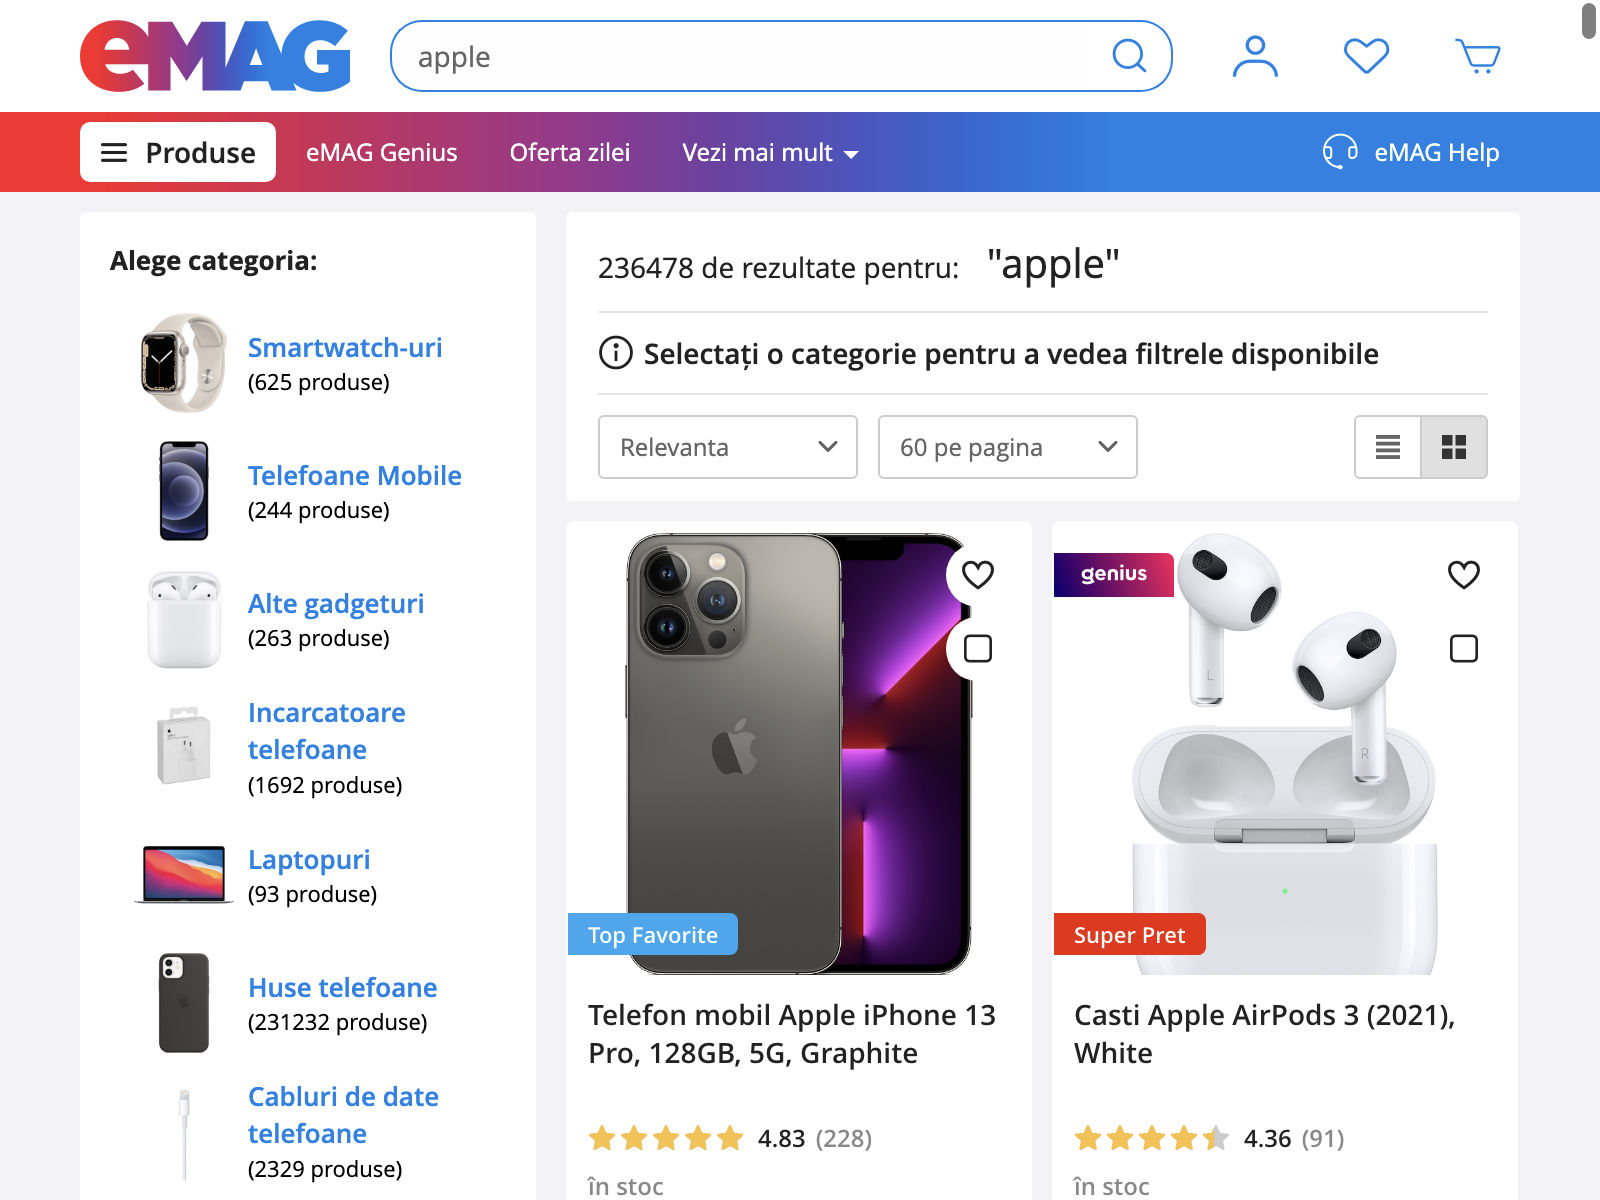 eMAG
apple
Produse
eMAG Genius
Oferta zilei
Vezi mai mult
eMAG Help
Alege categoria:
Smartwatch-uri
(625 produse)
Telefoane Mobile
(244 produse)
Alte gadgeturi
(263 produse)
Incarcatoare
telefoane
(1692 produse)
Laptopuri
(93 produse)
Huse telefoane
(231232 produse)
Cabluri de date
telefoane
(2329 produse)
236478 de rezultate pentru: "apple"
Selectați o categorie pentru a vedea filtrele disponibile
Relevanta
60 pe pagina
Top Favorite
Telefon mobil Apple iPhone 13
Pro, 128GB, 5G, Graphite
4.83 (228)
în stoc
genius
L
R
Super Pret
Casti Apple AirPods 3 (2021),
White
4.36 (91)
în stoc